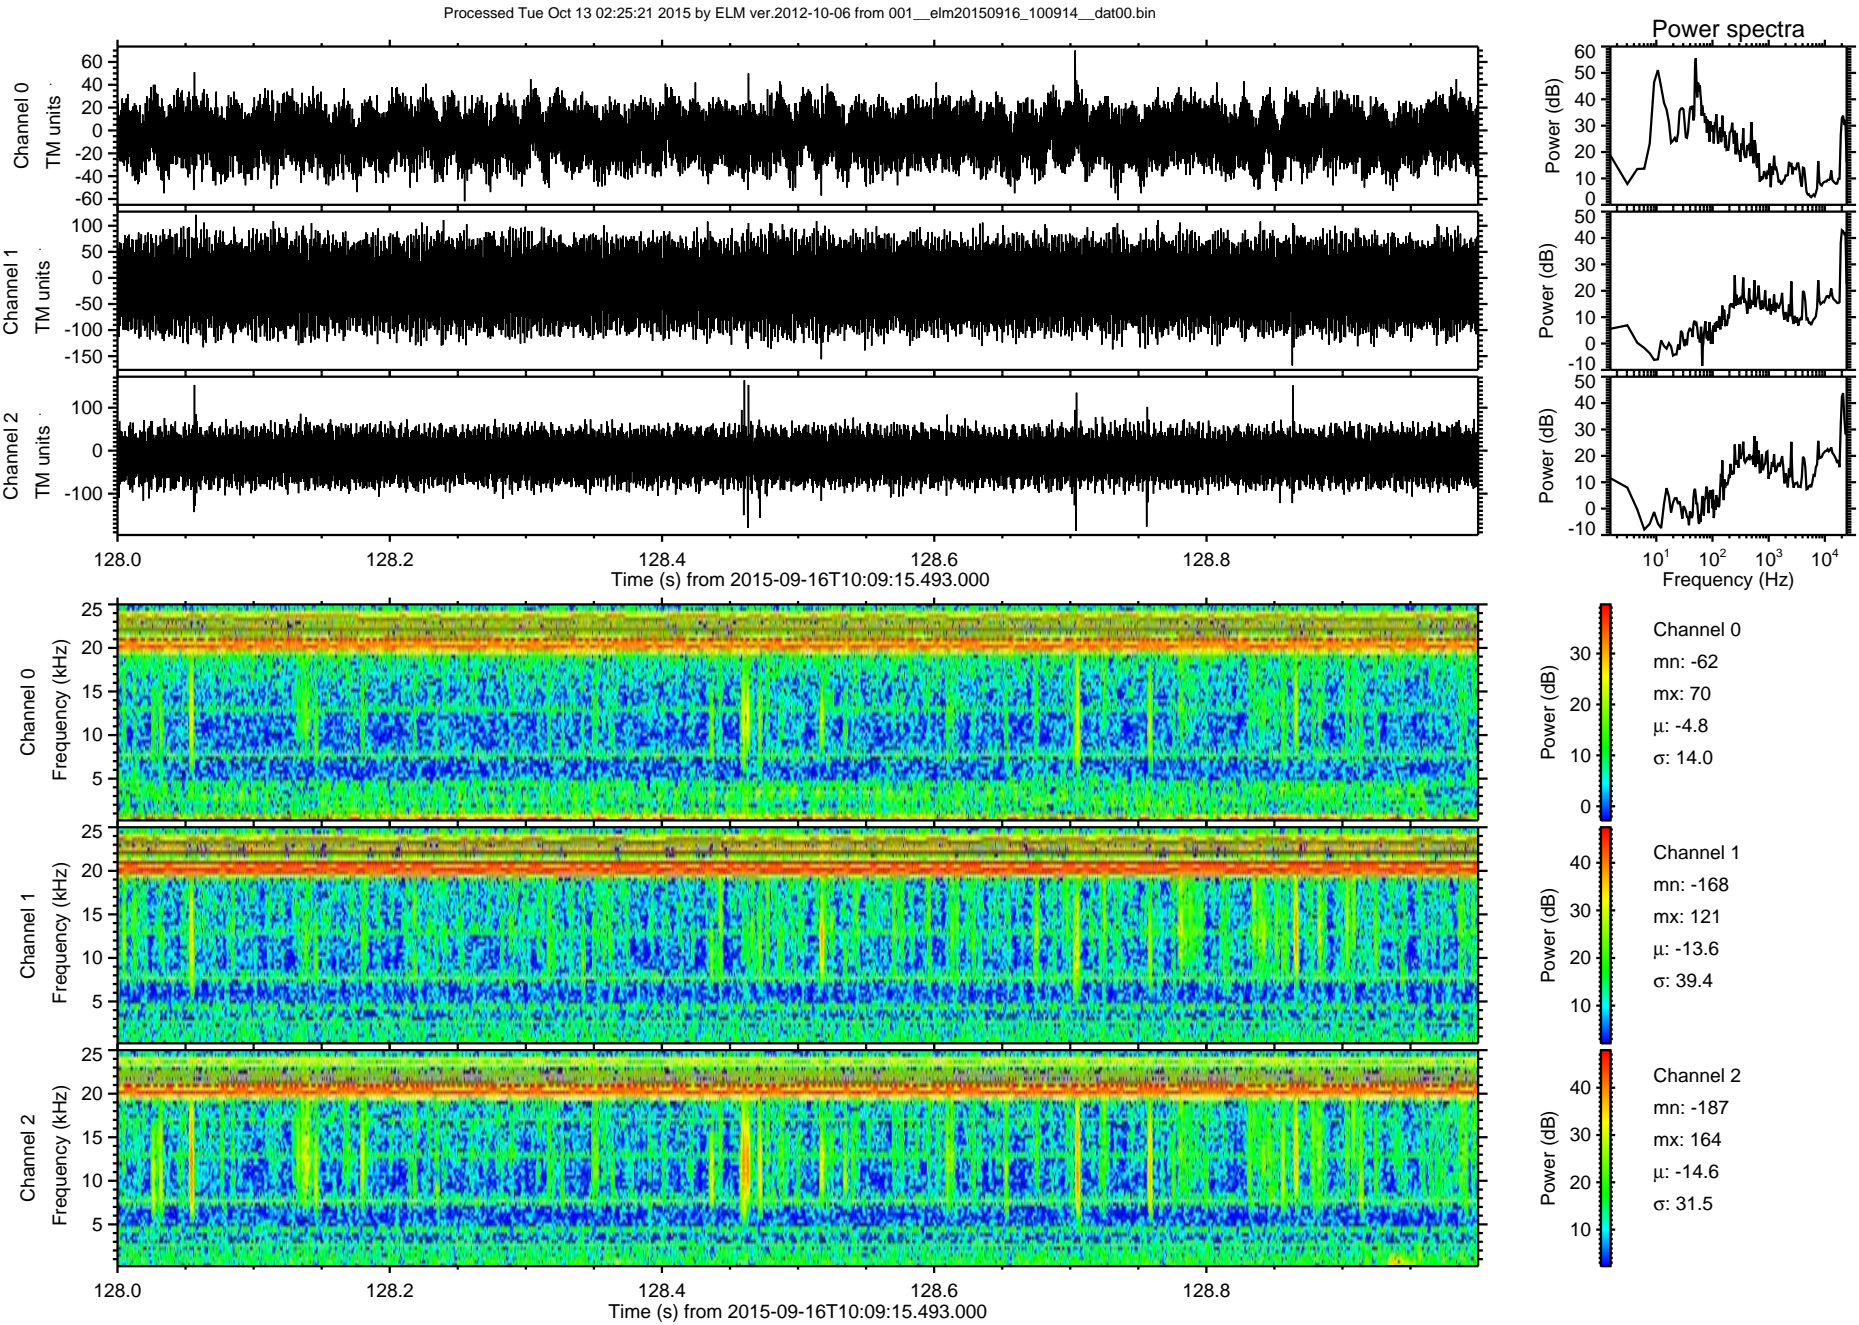 Processed Tue Oct 13 02:25:21 2015 by ELM ver.2012-10-06 from 001__elm20150916_100914__dat00.bin
Power spectra
Channel 0
TM units
60
40
20
0
-20
-40
-60
Power (dB)
60
50
40
30
20
10
0
Channel 1
TM units
100
50
0
-50
-100
-150
Power (dB)
50
40
30
20
10
0
-10
Channel 2
TM units
100
0
-100
Power (dB)
50
40
30
20
10
0
-10
128.0 128.2 128.4 128.6 128.8
Time (s) from 2015-09-16T10:09:15.493.000
10^1 10^2 10^3 10^4
Frequency (Hz)
Channel 0
Frequency (kHz)
25
20
15
10
5
Power (dB)
30
20
10
0
Channel 0
mn: -62
mx: 70
μ: -4.8
σ: 14.0
Channel 1
Frequency (kHz)
25
20
15
10
5
Power (dB)
40
30
20
10
Channel 1
mn: -168
mx: 121
μ: -13.6
σ: 39.4
Channel 2
Frequency (kHz)
25
20
15
10
5
Power (dB)
40
30
20
10
Channel 2
mn: -187
mx: 164
μ: -14.6
σ: 31.5
128.0 128.2 128.4 128.6 128.8
Time (s) from 2015-09-16T10:09:15.493.000